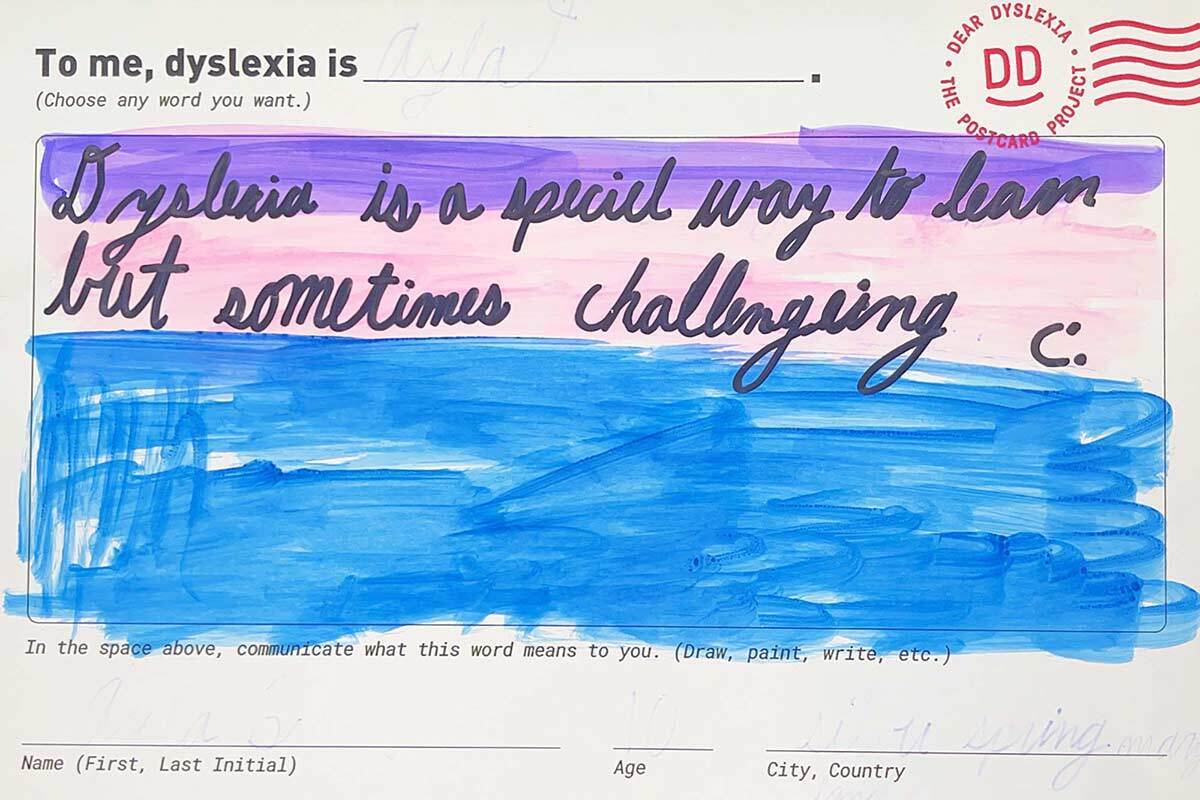 To me, dyslexia is Ayla .
(Choose any word you want.)
DEAR DYSLEXIA • THE POSTCARD PROJECT •
DD
Dyslexia is a speciel way to learn
but sometimes challengeing c:
In the space above, communicate what this word means to you. (Draw, paint, write, etc.)
spring
Name (First, Last Initial)
Age
City, Country